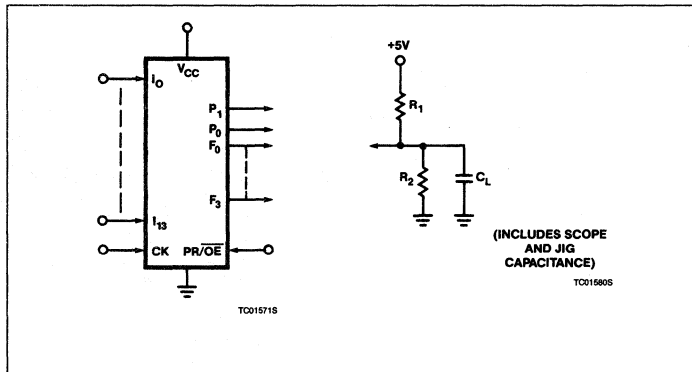 VCC
I0
P1
P0
F0
F3
I13
CK PR/OE
TC01571S
+5V
R1
R2 CL
(INCLUDES SCOPE
AND JIG
CAPACITANCE)
TC01580S